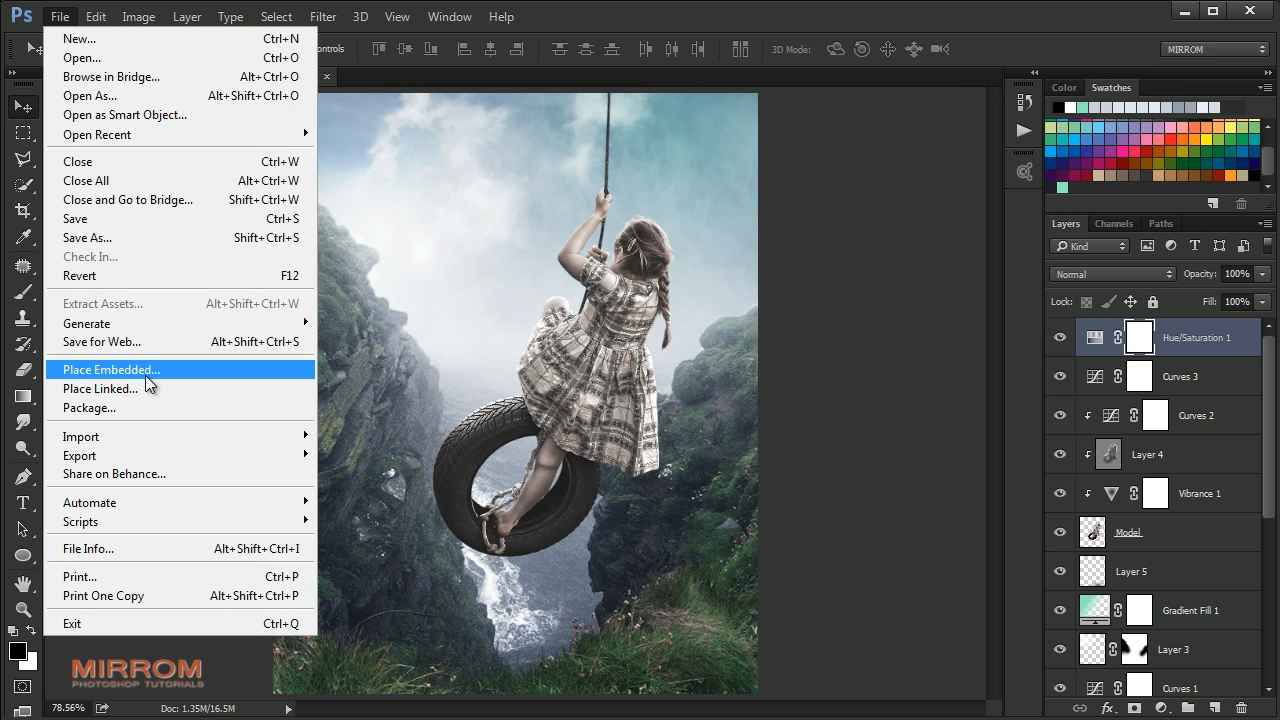 Ps File Edit Image Layer Type Select Filter 3D View Window Help
ntrols 3D Mode: MIRROM
New... Ctrl+N
Open... Ctrl+O
Browse in Bridge... Alt+Ctrl+O
Open As... Alt+Shift+Ctrl+O
Open as Smart Object...
Open Recent
Close Ctrl+W
Close All Alt+Ctrl+W
Close and Go to Bridge... Shift+Ctrl+W
Save Ctrl+S
Save As... Shift+Ctrl+S
Check In...
Revert F12
Extract Assets... Alt+Shift+Ctrl+W
Generate
Save for Web... Alt+Shift+Ctrl+S
Place Embedded...
Place Linked...
Package...
Import
Export
Share on Behance...
Automate
Scripts
File Info... Alt+Shift+Ctrl+I
Print... Ctrl+P
Print One Copy Alt+Shift+Ctrl+P
Exit Ctrl+Q
MIRROM
PHOTOSHOP TUTORIALS
78.56% Doc: 1.35M/16.5M
Color Swatches
Layers Channels Paths
Kind
Normal Opacity: 100%
Lock: Fill: 100%
Hue/Saturation 1
Curves 3
Curves 2
Layer 4
Vibrance 1
Model
Layer 5
Gradient Fill 1
Layer 3
Curves 1
fx